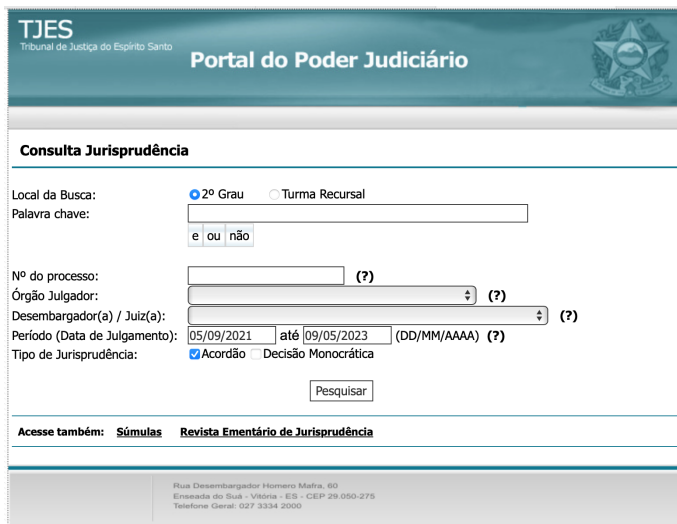 TJES
Tribunal de Justiça do Espírito Santo
Portal do Poder Judiciário
Consulta Jurisprudência
Local da Busca: 2º Grau Turma Recursal
Palavra chave:
e ou não
Nº do processo: (?)
Órgão Julgador: (?)
Desembargador(a) / Juiz(a): (?)
Período (Data de Julgamento): 05/09/2021 até 09/05/2023 (DD/MM/AAAA) (?)
Tipo de Jurisprudência: Acordão Decisão Monocrática
Pesquisar
Acesse também: Súmulas Revista Ementário de Jurisprudência
Rua Desembargador Homero Mafra, 60
Enseada do Suá - Vitória - ES - CEP 29.050-275
Telefone Geral: 027 3334 2000